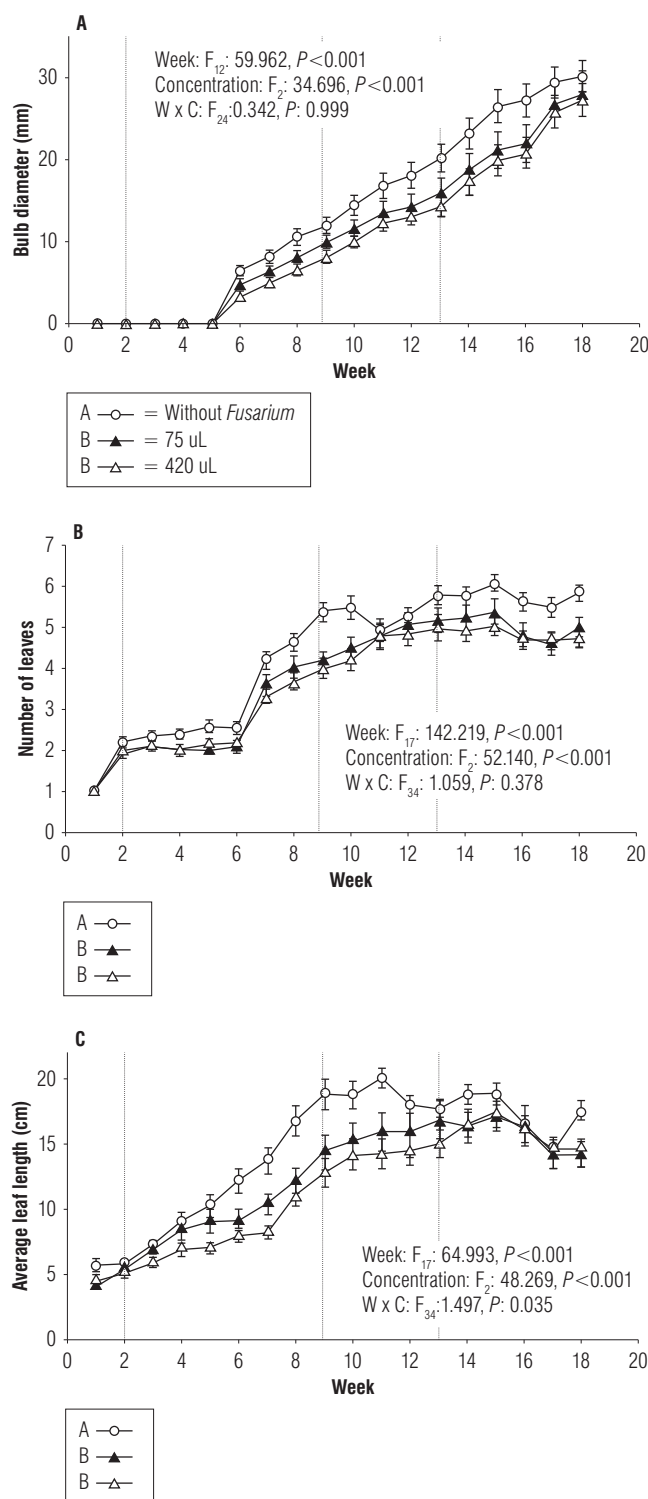 A
Week: F12: 59.962, P<0.001
Concentration: F2: 34.696, P<0.001
W x C: F24:0.342, P: 0.999
Bulb diameter (mm)
30
20
10
0
0 2 4 6 8 10 12 14 16 18 20
Week
A = Without Fusarium
B = 75 uL
B = 420 uL
B
Number of leaves
7
6
5
4
3
2
1
0
Week: F17: 142.219, P<0.001
Concentration: F2: 52.140, P<0.001
W x C: F34: 1.059, P: 0.378
0 2 4 6 8 10 12 14 16 18 20
Week
A
B
B
C
Average leaf length (cm)
20
15
10
5
0
Week: F17: 64.993, P<0.001
Concentration: F2: 48.269, P<0.001
W x C: F34:1.497, P: 0.035
0 2 4 6 8 10 12 14 16 18 20
Week
A
B
B